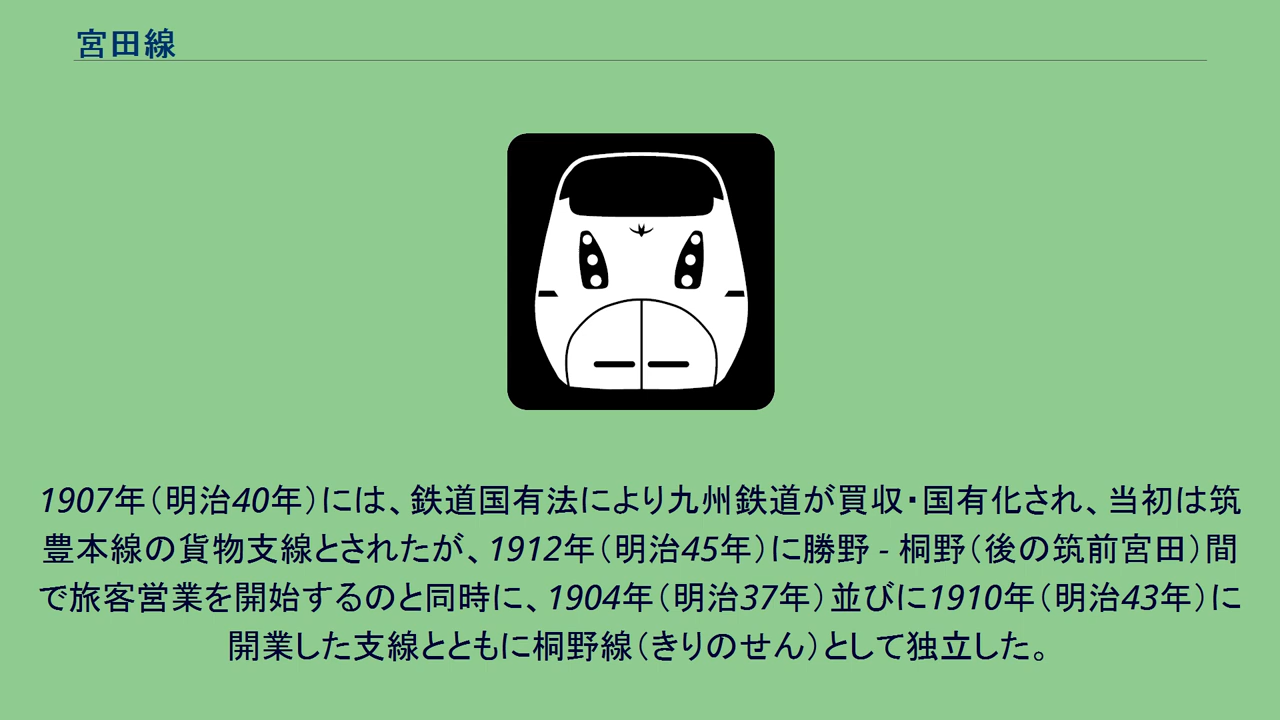 宮田線
1907年（明治40年）には、鉄道国有法により九州鉄道が買収・国有化され、当初は筑
豊本線の貨物支線とされたが、1912年（明治45年）に勝野 - 桐野（後の筑前宮田）間
で旅客営業を開始するのと同時に、1904年（明治37年）並びに1910年（明治43年）に
開業した支線とともに桐野線（きりのせん）として独立した。